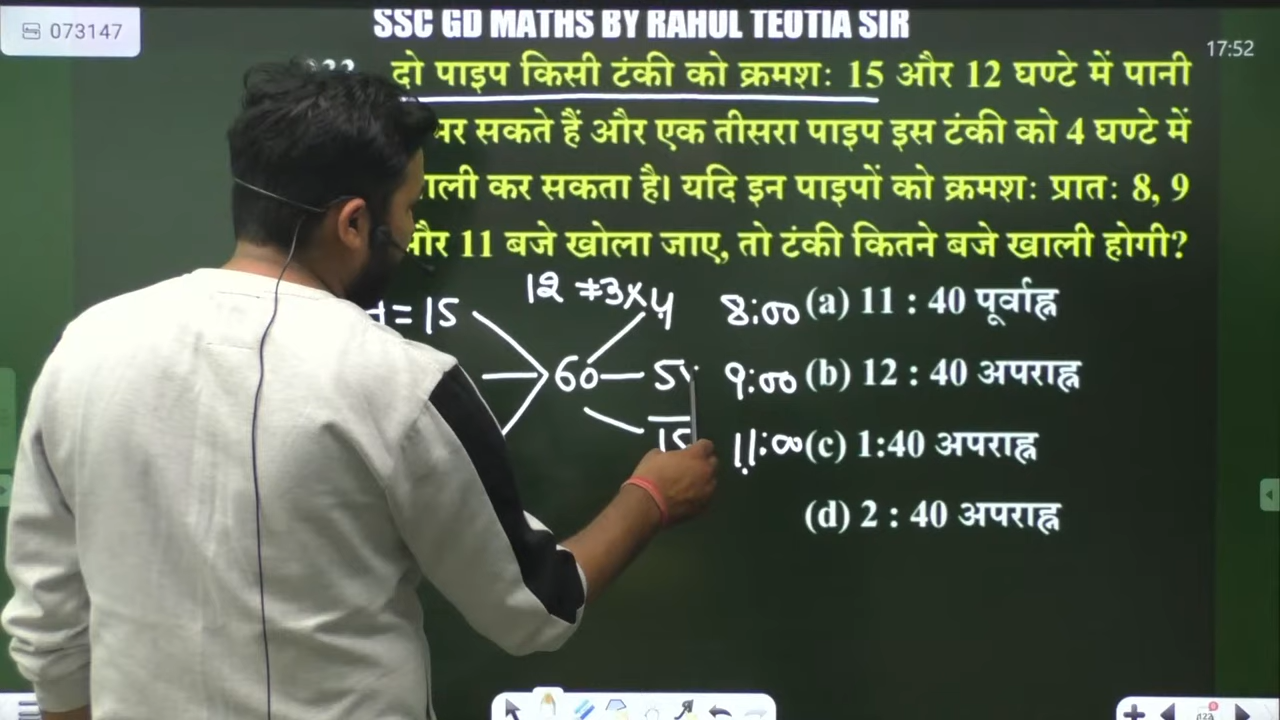 SSC GD MATHS BY RAHUL TEOTIA SIR
073147
17:52
दो पाइप किसी टंकी को क्रमशः 15 और 12 घण्टे में पानी
सकते हैं और एक तीसरा पाइप इस टंकी को 4 घण्टे में
कर सकता है। यदि इन पाइपों को क्रमशः प्रातः 8, 9
और 11 बजे खोला जाए, तो टंकी कितने बजे खाली होगी?
12 = 3×4
= 15
60
4
5
15
8:00 (a) 11 : 40 पूर्वाह्न
9:00 (b) 12 : 40 अपराह्न
11:00 (c) 1:40 अपराह्न
(d) 2 : 40 अपराह्न